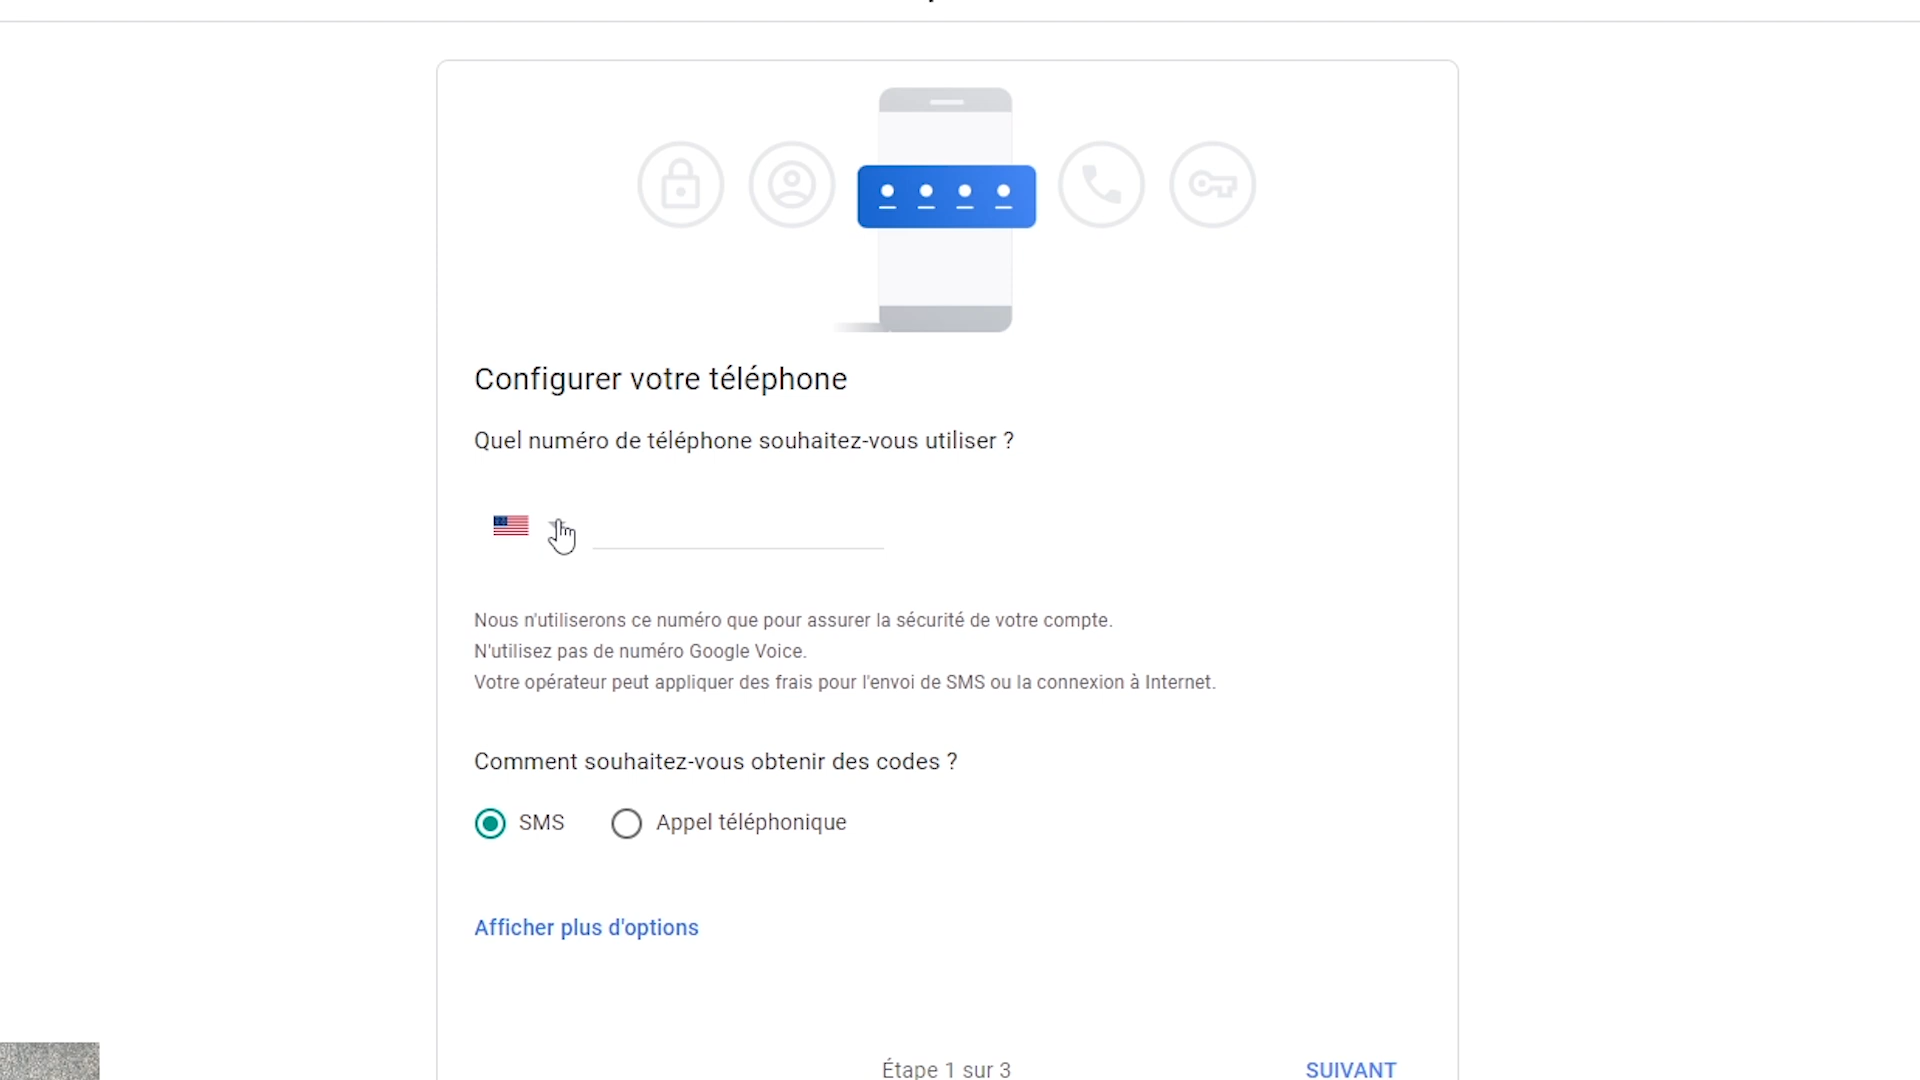 Configurer votre téléphone
Quel numéro de téléphone souhaitez-vous utiliser ?
Nous n'utiliserons ce numéro que pour assurer la sécurité de votre compte.
N'utilisez pas de numéro Google Voice.
Votre opérateur peut appliquer des frais pour l'envoi de SMS ou la connexion à Internet.
Comment souhaitez-vous obtenir des codes ?
SMS Appel téléphonique
Afficher plus d'options
Étape 1 sur 3 SUIVANT